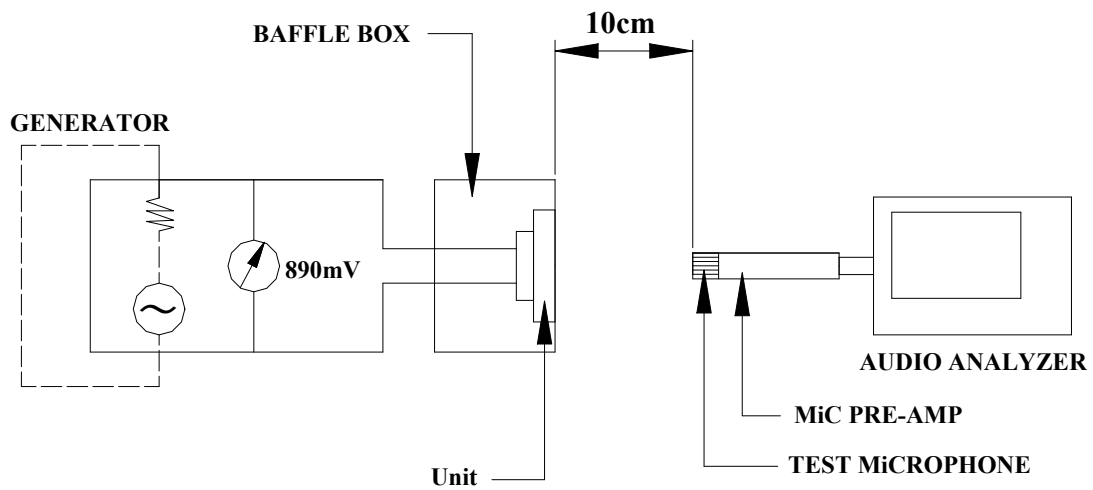 10cm
BAFFLE BOX
GENERATOR
890mV
AUDIO ANALYZER
MiC PRE-AMP
TEST MiCROPHONE
Unit